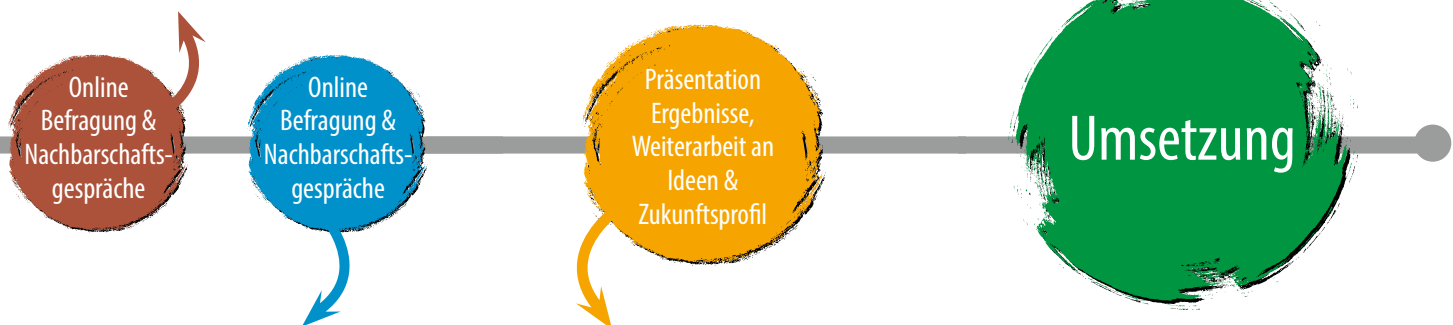 Online
Befragung &
Nachbarschafts-
gespräche
Online
Befragung &
Nachbarschafts-
gespräche
Präsentation
Ergebnisse,
Weiterarbeit an
Ideen &
Zukunftsprofil
Umsetzung